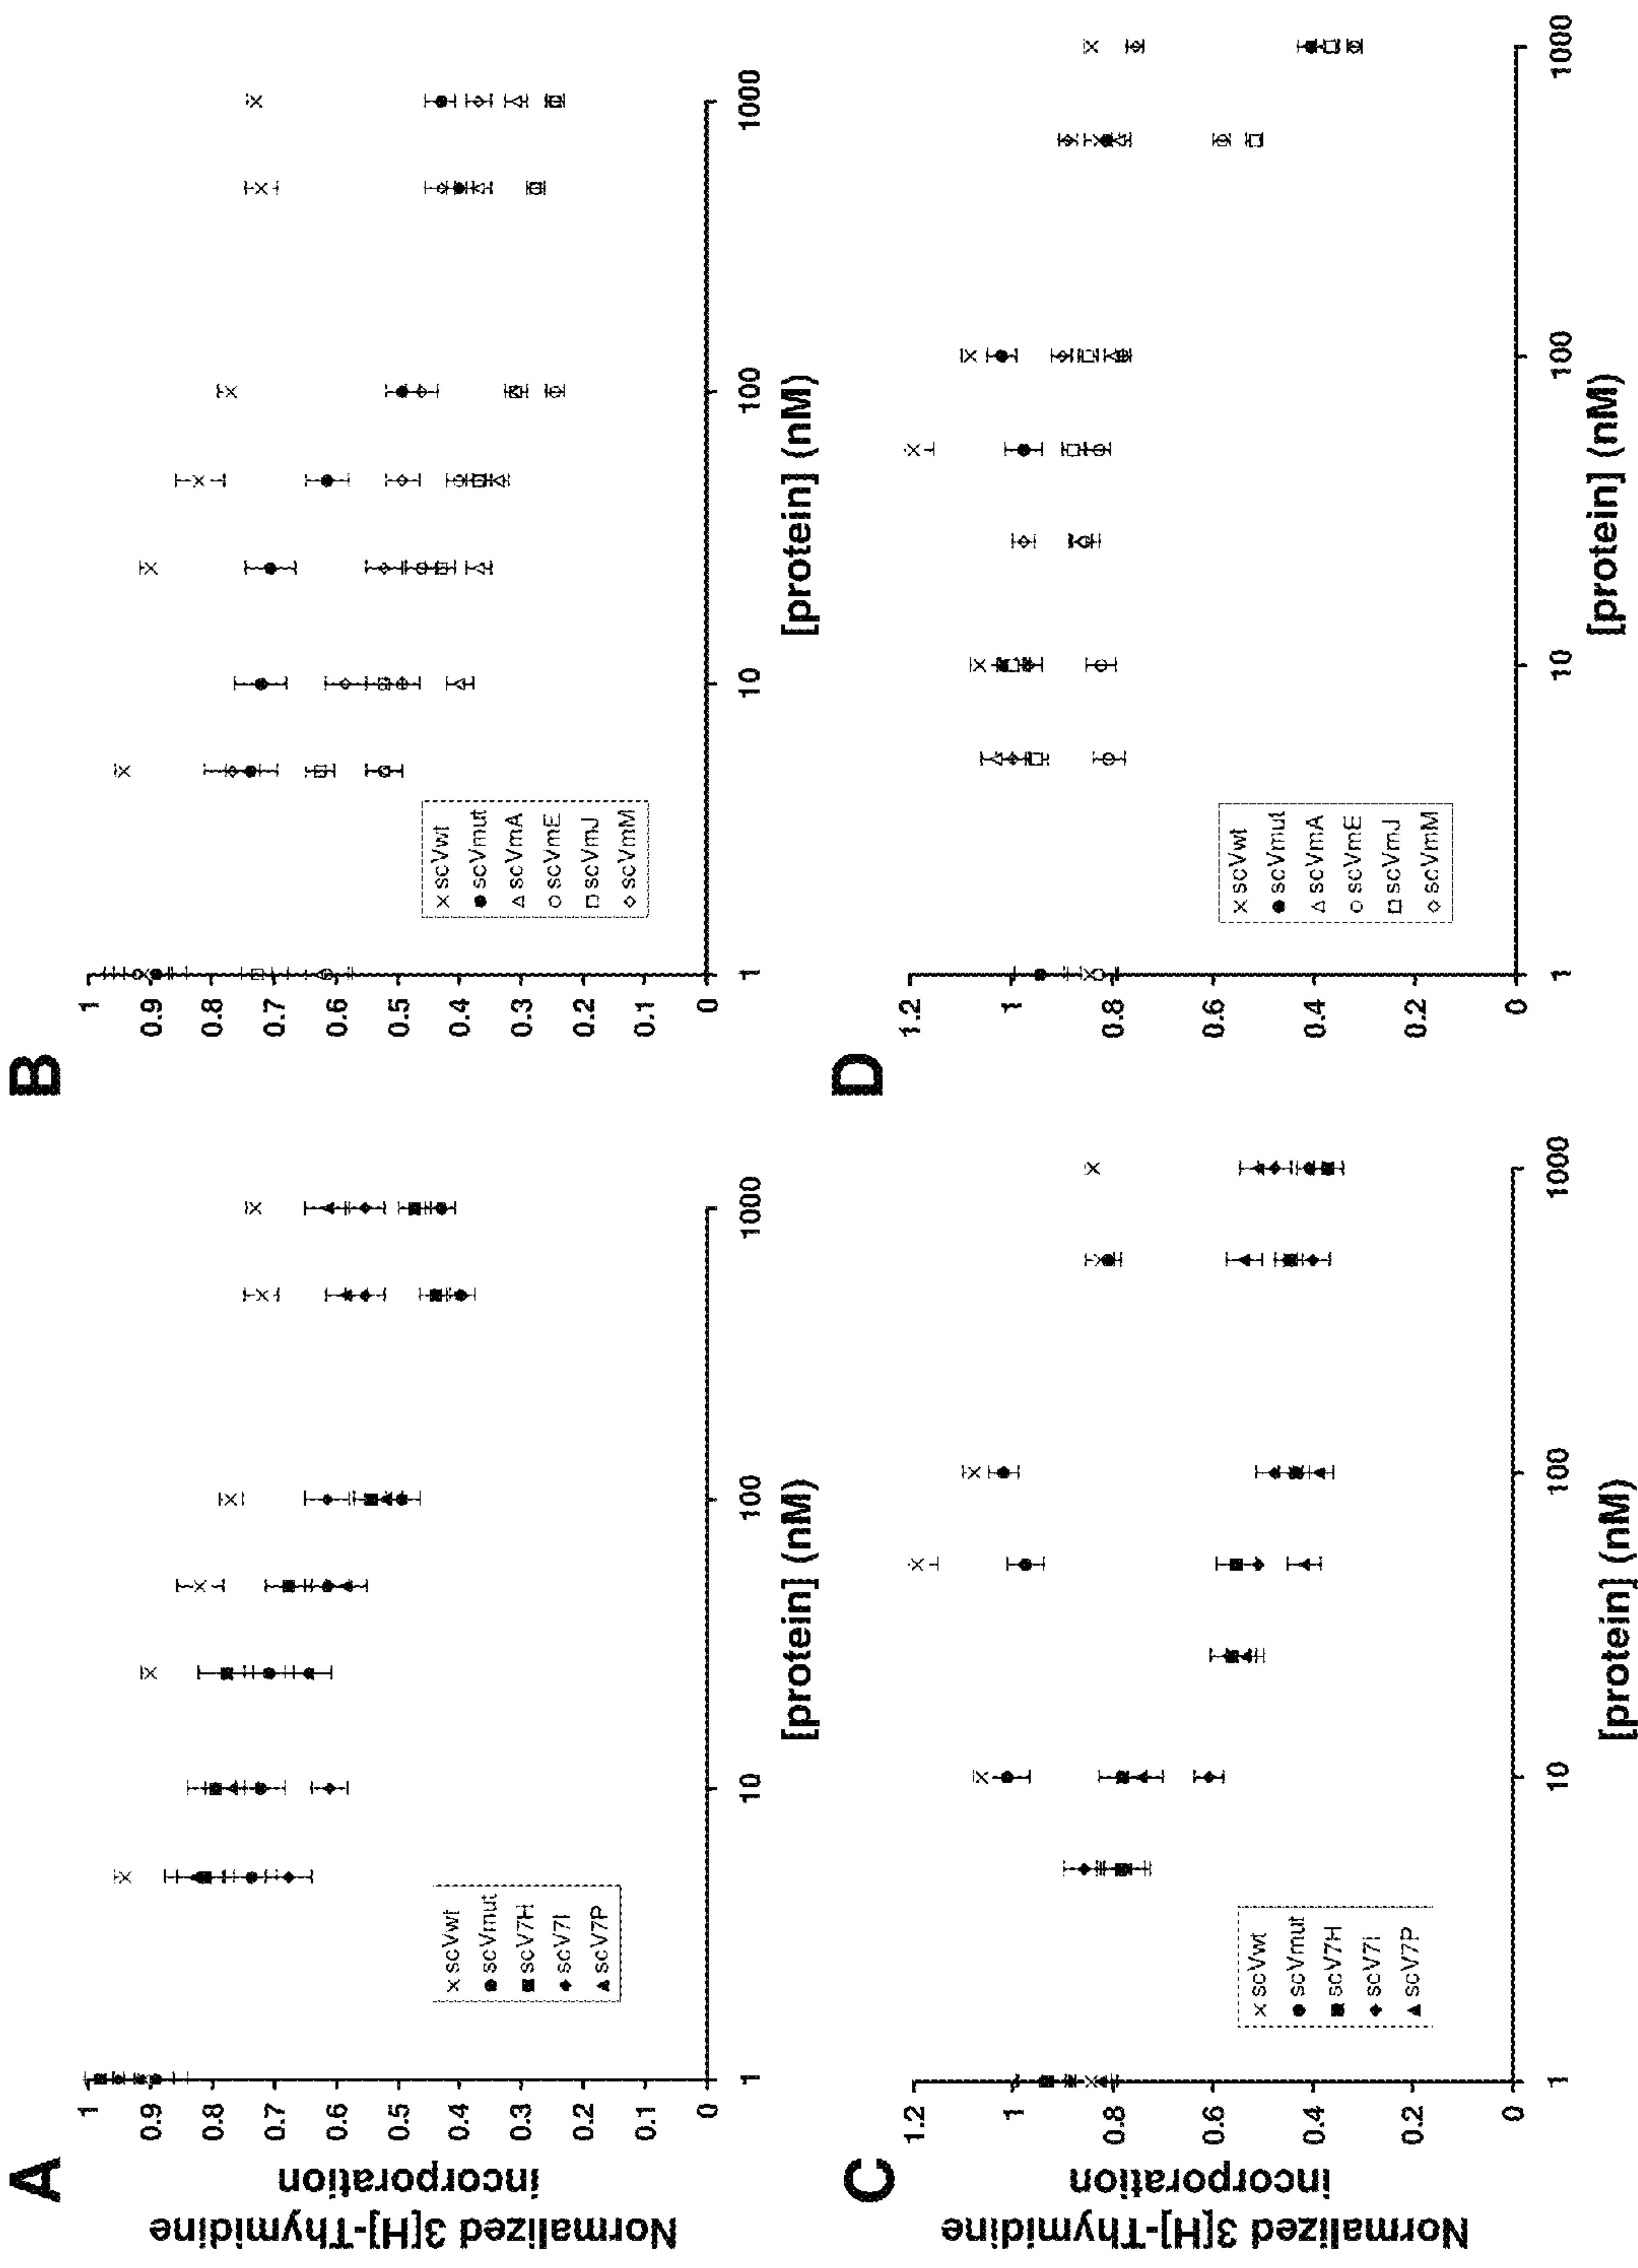 A
Normalized 3[H]-Thymidine
incorporation
1
0.9
0.8
0.7
0.6
0.5
0.4
0.3
0.2
0.1
0
scVwt
scVmut
scV7H
scV7I
scV7P
1
10
100
1000
[protein] (nM)
B
1
0.9
0.8
0.7
0.6
0.5
0.4
0.3
0.2
0.1
0
scVwt
scVmut
scVmA
scVmE
scVmJ
scVmM
1
10
100
1000
[protein] (nM)
C
Normalized 3[H]-Thymidine
incorporation
1.2
1
0.8
0.6
0.4
0.2
0
scVwt
scVmut
scV7H
scV7I
scV7P
1
10
100
1000
[protein] (nM)
D
1.2
1
0.8
0.6
0.4
0.2
0
scVwt
scVmut
scVmA
scVmE
scVmJ
scVmM
1
10
100
1000
[protein] (nM)